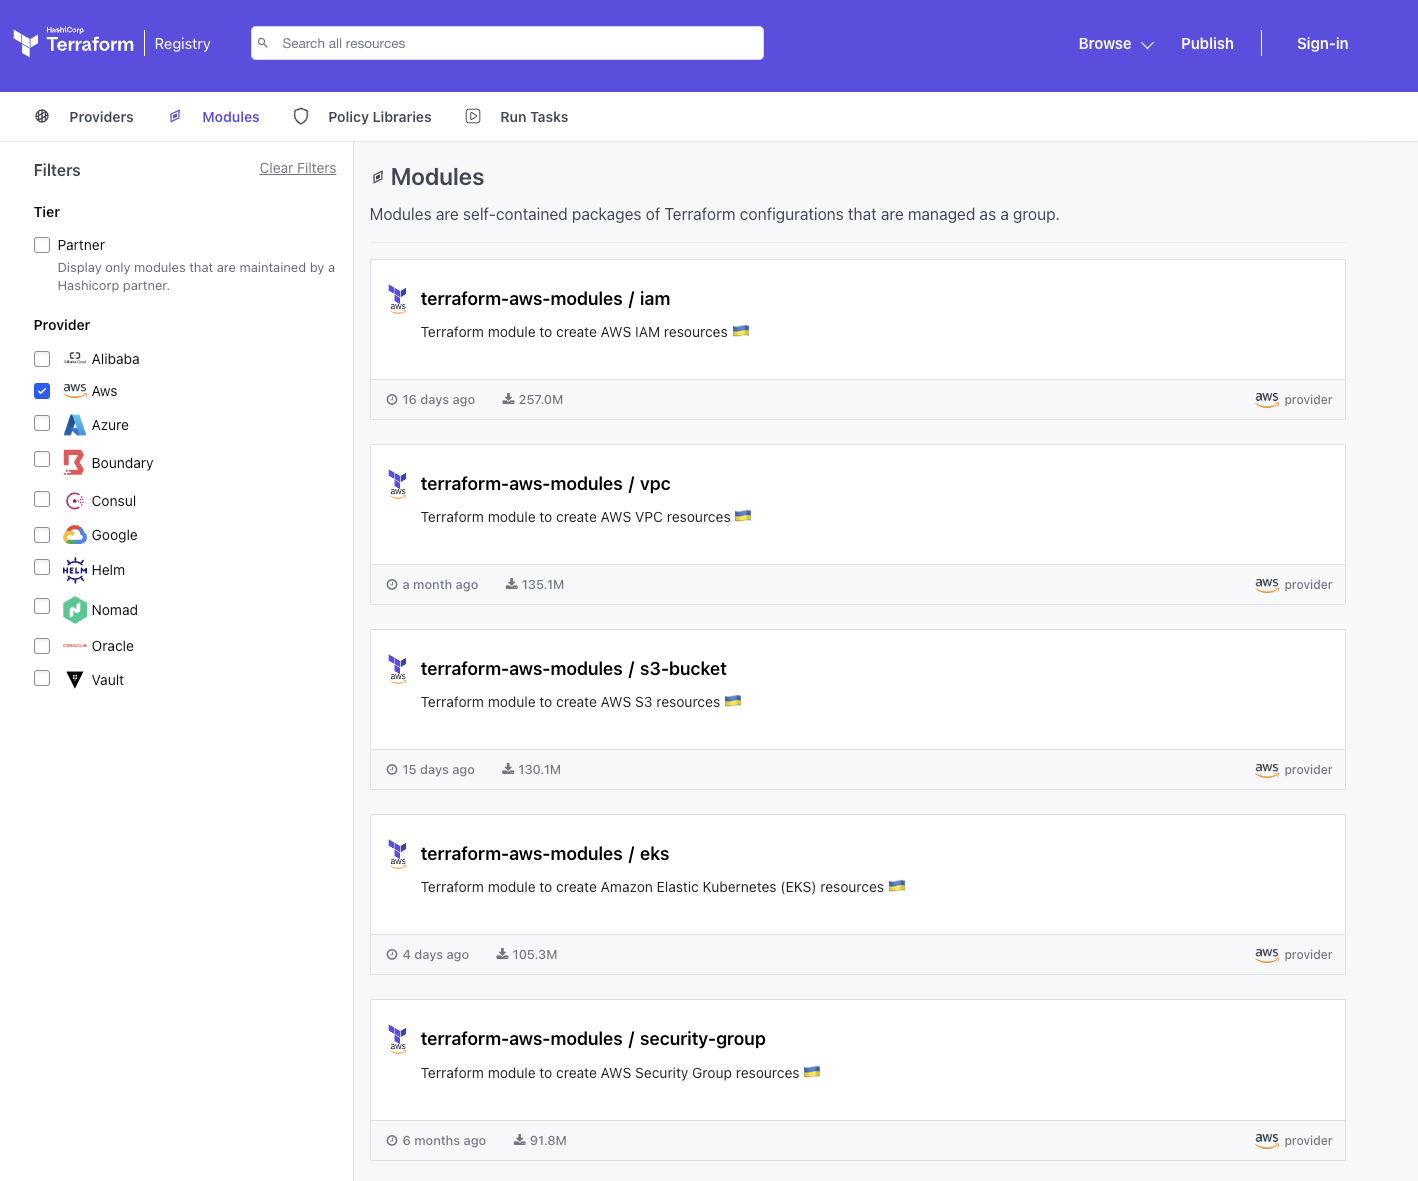 HashiCorp
Terraform
Registry
Search all resources
Browse
Publish
Sign-in
Providers
Modules
Policy Libraries
Run Tasks
Filters
Clear Filters
Tier
Partner
Display only modules that are maintained by a
Hashicorp partner.
Provider
Alibaba
aws Aws
Azure
Boundary
Consul
Google
HELM Helm
Nomad
ORACLE Oracle
Vault
Modules
Modules are self-contained packages of Terraform configurations that are managed as a group.
aws
terraform-aws-modules / iam
Terraform module to create AWS IAM resources 🇺🇦
16 days ago 257.0M aws provider
aws
terraform-aws-modules / vpc
Terraform module to create AWS VPC resources 🇺🇦
a month ago 135.1M aws provider
aws
terraform-aws-modules / s3-bucket
Terraform module to create AWS S3 resources 🇺🇦
15 days ago 130.1M aws provider
aws
terraform-aws-modules / eks
Terraform module to create Amazon Elastic Kubernetes (EKS) resources 🇺🇦
4 days ago 105.3M aws provider
aws
terraform-aws-modules / security-group
Terraform module to create AWS Security Group resources 🇺🇦
6 months ago 91.8M aws provider